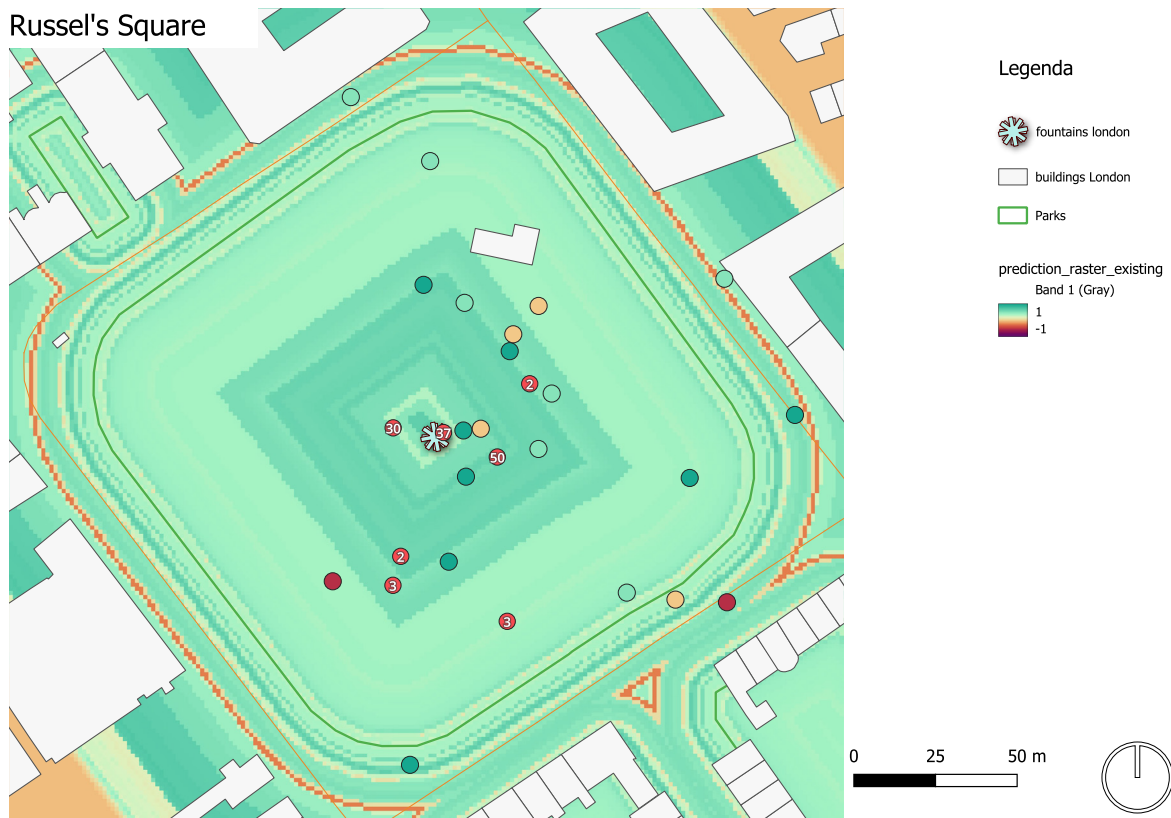 Russel's Square
Legenda
fountains london
buildings London
Parks
prediction_raster_existing
Band 1 (Gray)
1
-1
2
30
37
50
2
3
3
0 25 50 m